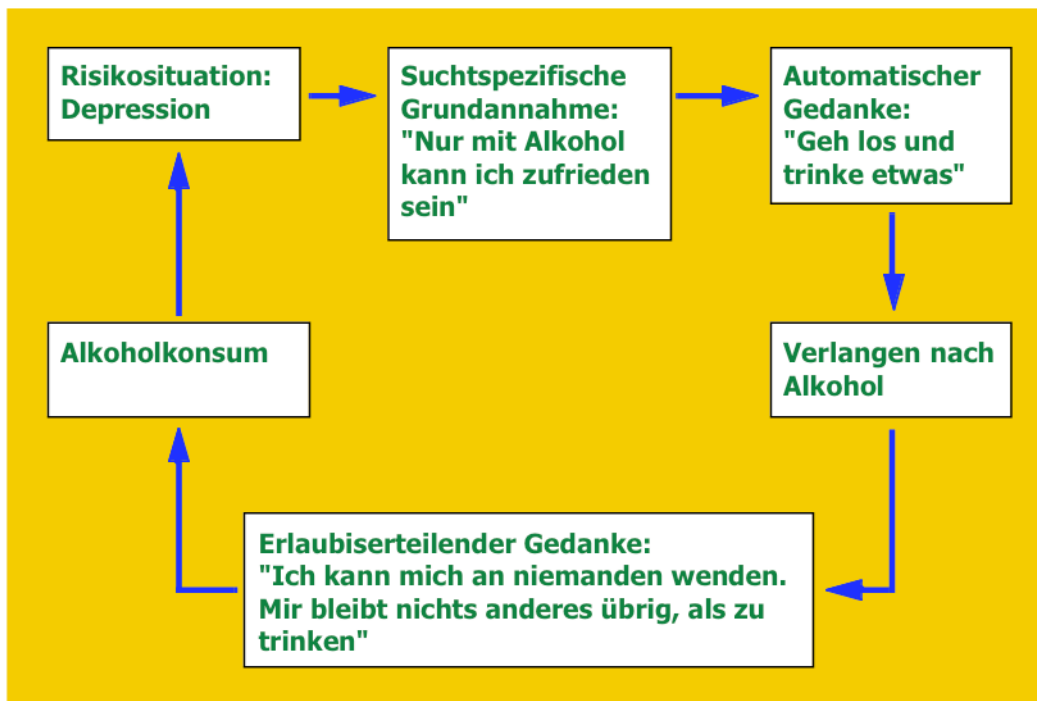 Risikosituation:
Depression
Suchtspezifische
Grundannahme:
"Nur mit Alkohol
kann ich zufrieden
sein"
Automatischer
Gedanke:
"Geh los und
trinke etwas"
Verlangen nach
Alkohol
Erlaubiserteilender Gedanke:
"Ich kann mich an niemanden wenden.
Mir bleibt nichts anderes übrig, als zu
trinken"
Alkoholkonsum